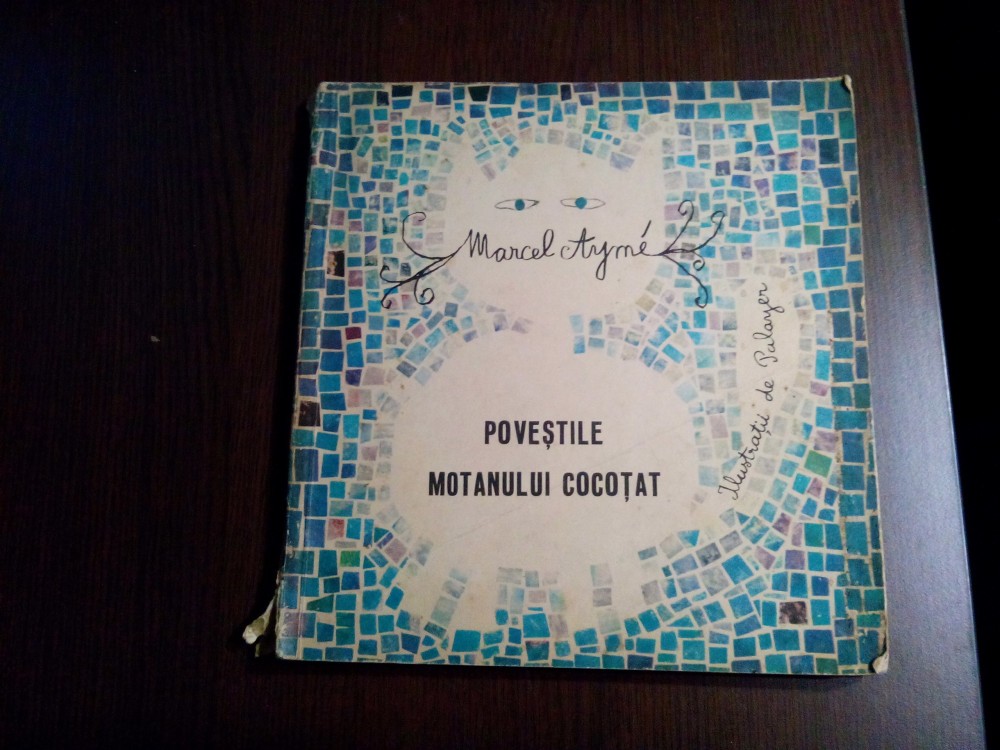 Marcel Aymé
POVEȘTILE
MOTANULUI COCOȚAT
Ilustrații de Palayer